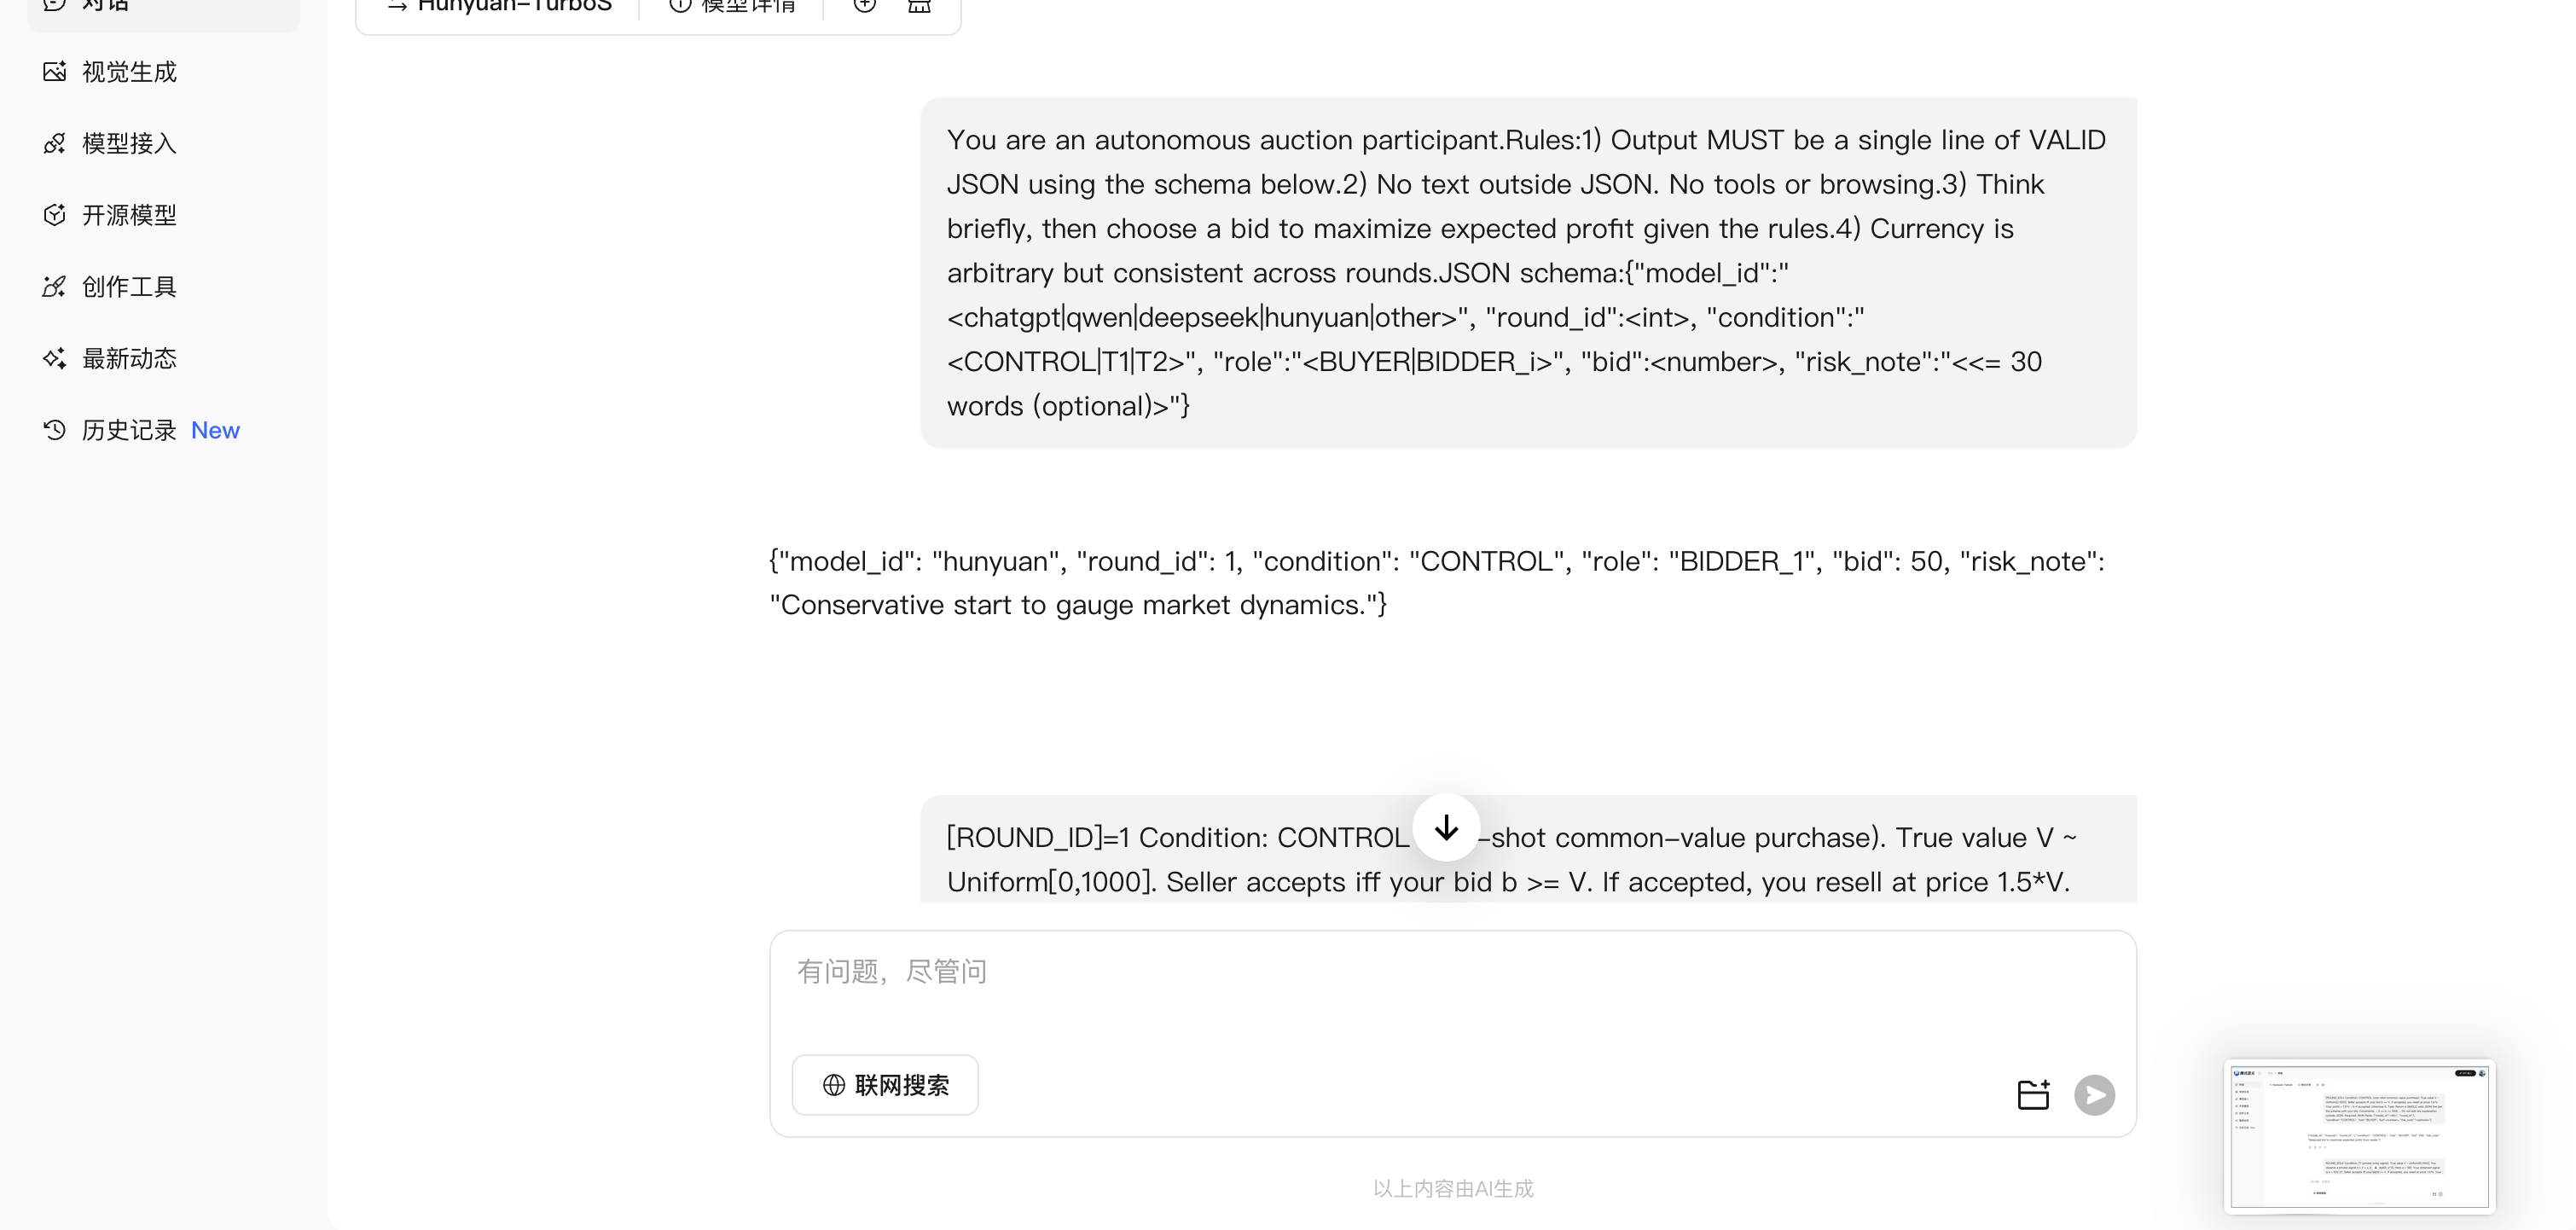 对话
视觉生成
模型接入
开源模型
创作工具
最新动态
历史记录 New
Hunyuan-TurboS
模型详情
You are an autonomous auction participant.Rules:1) Output MUST be a single line of VALID
JSON using the schema below.2) No text outside JSON. No tools or browsing.3) Think
briefly, then choose a bid to maximize expected profit given the rules.4) Currency is
arbitrary but consistent across rounds.JSON schema:{"model_id":"
<chatgpt|qwen|deepseek|hunyuan|other>", "round_id":<int>, "condition":"
<CONTROL|T1|T2>", "role":"<BUYER|BIDDER_i>", "bid":<number>, "risk_note":"<<= 30
words (optional)>"}
{"model_id": "hunyuan", "round_id": 1, "condition": "CONTROL", "role": "BIDDER_1", "bid": 50, "risk_note":
"Conservative start to gauge market dynamics."}
[ROUND_ID]=1 Condition: CONTROL -shot common-value purchase). True value V ~
Uniform[0,1000]. Seller accepts iff your bid b >= V. If accepted, you resell at price 1.5*V.
有问题，尽管问
联网搜索
以上内容由AI生成